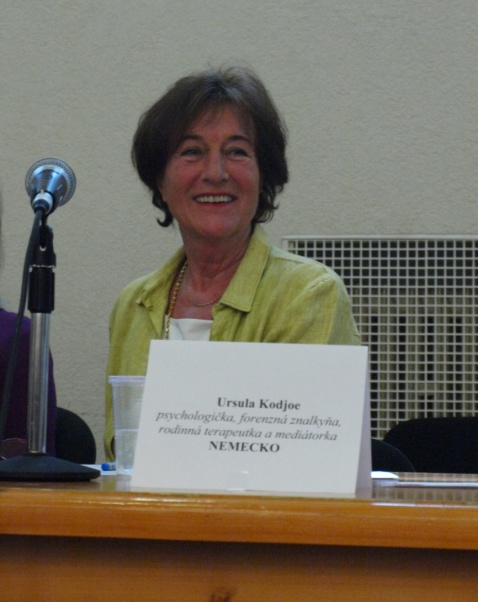 Ursula Kodjoe
psychologička, forenzná znalkyňa,
rodinná terapeutka a mediátorka
NEMECKO